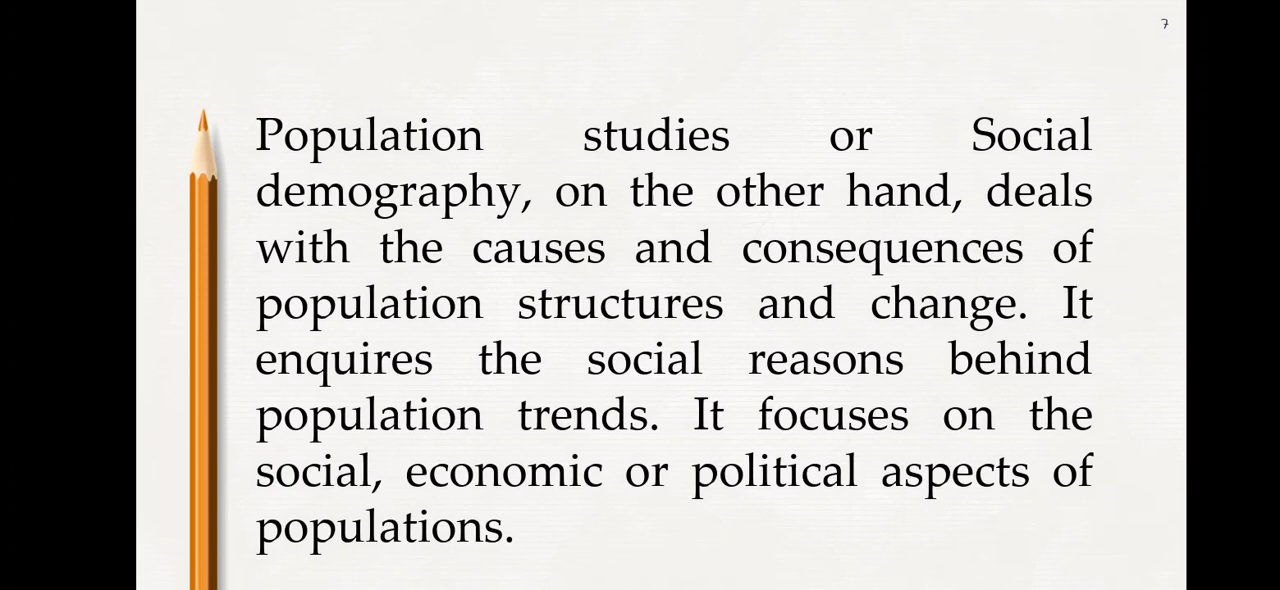 7
Population studies or Social
demography, on the other hand, deals
with the causes and consequences of
population structures and change. It
enquires the social reasons behind
population trends. It focuses on the
social, economic or political aspects of
populations.